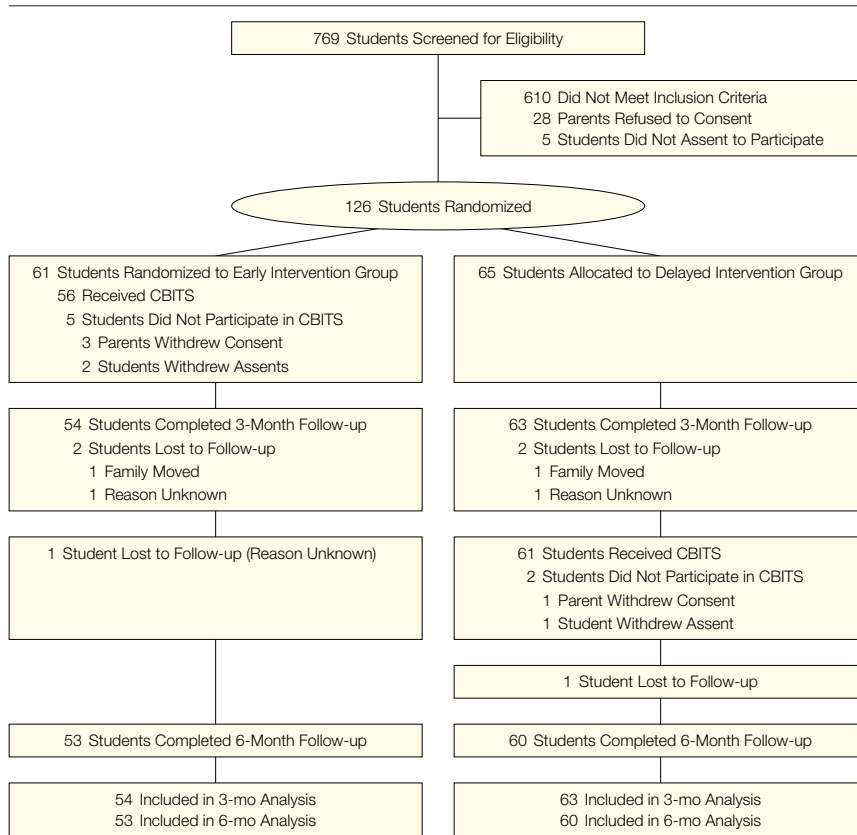 769 Students Screened for Eligibility
610 Did Not Meet Inclusion Criteria
28 Parents Refused to Consent
5 Students Did Not Assent to Participate
126 Students Randomized
61 Students Randomized to Early Intervention Group
56 Received CBITS
5 Students Did Not Participate in CBITS
3 Parents Withdrew Consent
2 Students Withdrew Assents
65 Students Allocated to Delayed Intervention Group
54 Students Completed 3-Month Follow-up
2 Students Lost to Follow-up
1 Family Moved
1 Reason Unknown
63 Students Completed 3-Month Follow-up
2 Students Lost to Follow-up
1 Family Moved
1 Reason Unknown
1 Student Lost to Follow-up (Reason Unknown)
61 Students Received CBITS
2 Students Did Not Participate in CBITS
1 Parent Withdrew Consent
1 Student Withdrew Assent
1 Student Lost to Follow-up
53 Students Completed 6-Month Follow-up
60 Students Completed 6-Month Follow-up
54 Included in 3-mo Analysis
53 Included in 6-mo Analysis
63 Included in 3-mo Analysis
60 Included in 6-mo Analysis